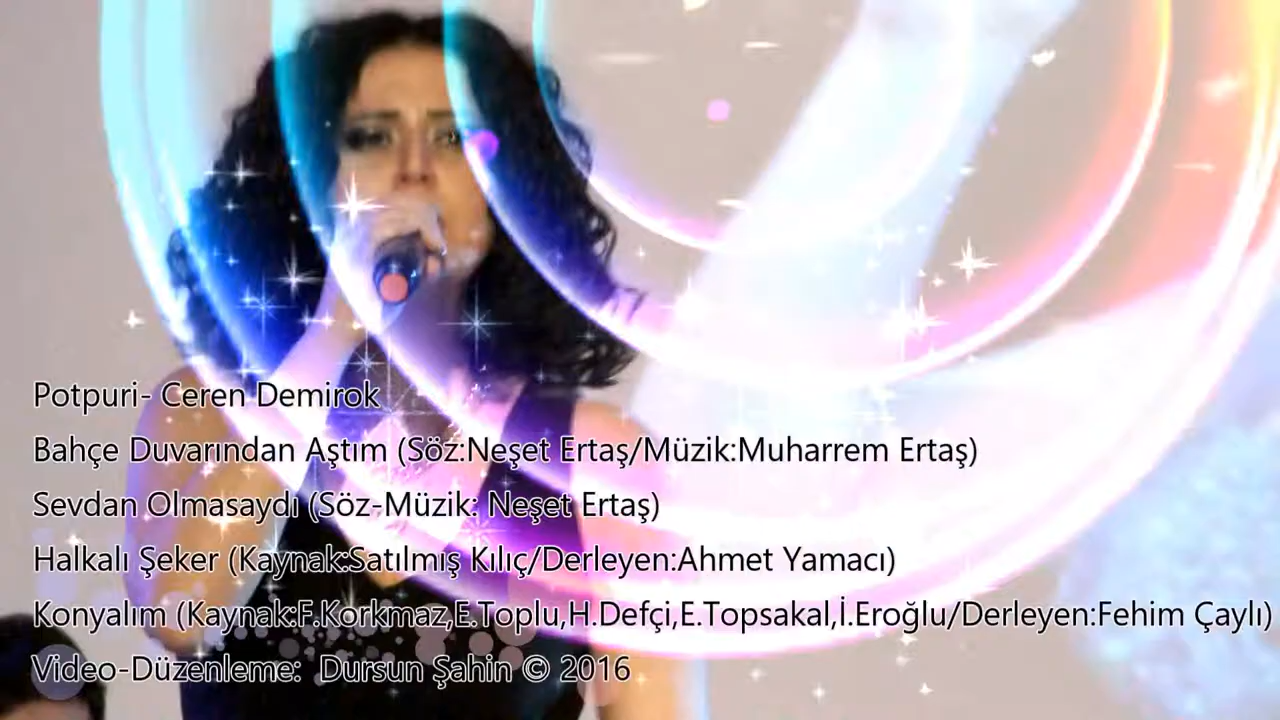 Potpuri- Ceren Demirok
Bahçe Duvarından Aştım (Söz:Neşet Ertaş/Müzik:Muharrem Ertaş)
Sevdan Olmasaydı (Söz-Müzik: Neşet Ertaş)
Halkalı Şeker (Kaynak:Satılmış Kılıç/Derleyen:Ahmet Yamacı)
Konyalım (Kaynak:F.Korkmaz,E.Toplu,H.Defçi,E.Topsakal,İ.Eroğlu/Derleyen:Fehim Çaylı)
Video-Düzenleme:  Dursun Şahin © 2016